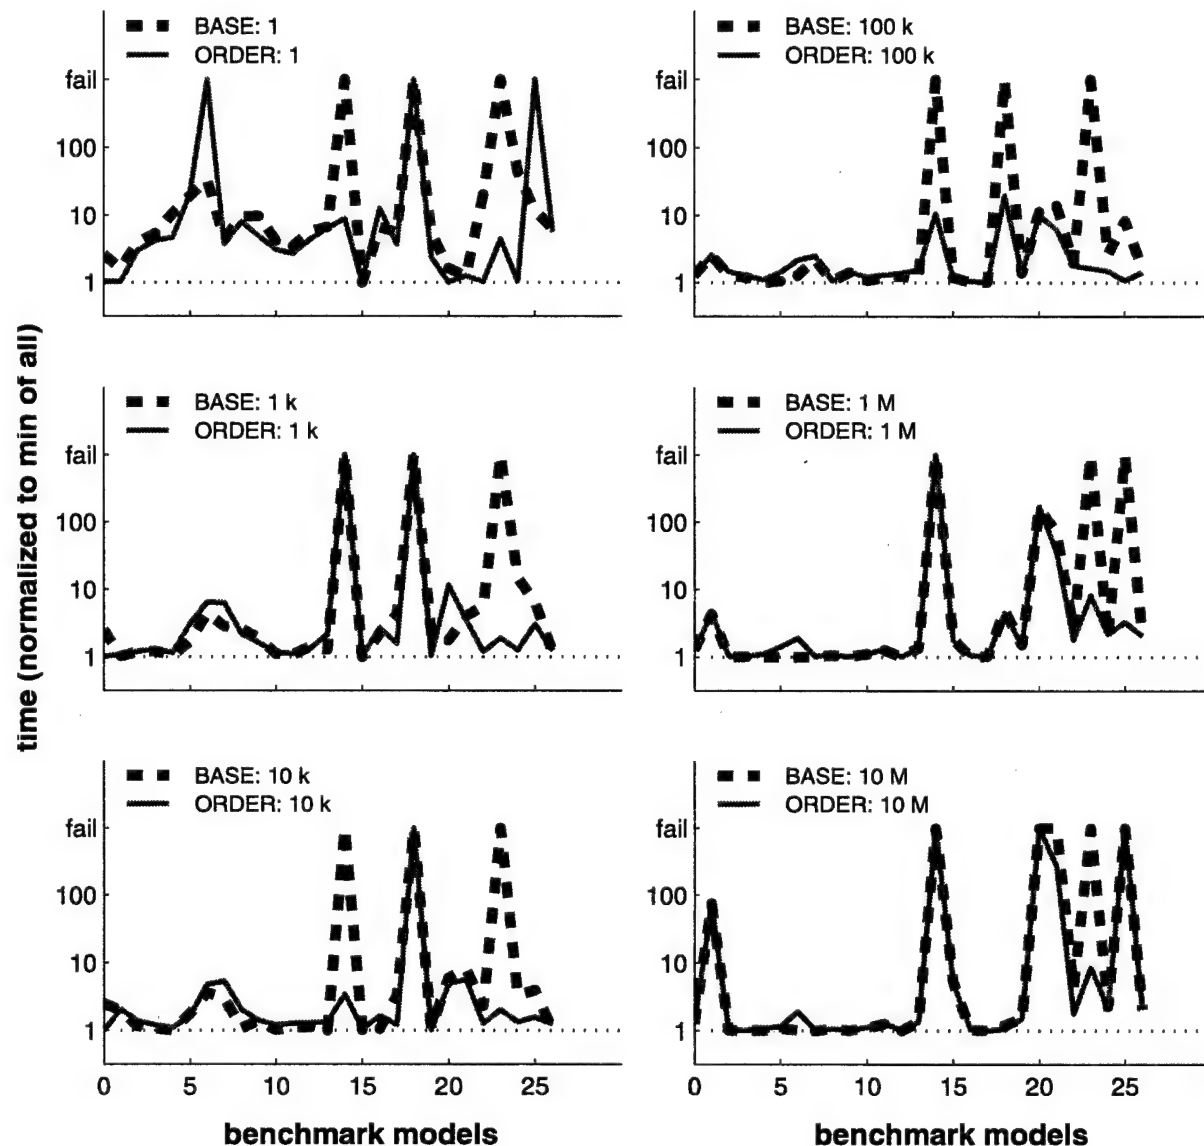 BASE: 1
ORDER: 1
fail
100
10
1
BASE: 100 k
ORDER: 100 k
fail
100
10
1
time (normalized to min of all)
BASE: 1 k
ORDER: 1 k
fail
100
10
1
BASE: 1 M
ORDER: 1 M
fail
100
10
1
BASE: 10 k
ORDER: 10 k
fail
100
10
1
0 5 10 15 20 25
benchmark models
BASE: 10 M
ORDER: 10 M
fail
100
10
1
0 5 10 15 20 25
benchmark models